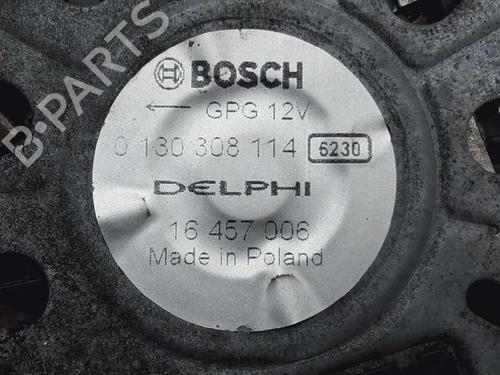 BOSCH
← GPG 12V
0 130 308 114 6230
DELPHI
16 457 006
Made in Poland
B-PARTS